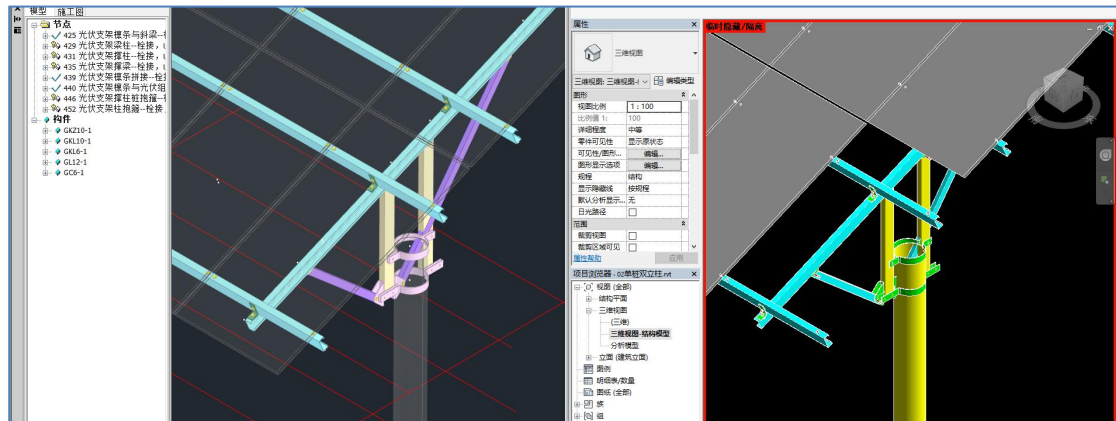 模型 施工图
节点
425 光伏支架檩条与斜梁--
429 光伏支架梁柱--栓接,
431 光伏支架撑柱--栓接,
435 光伏支架撑梁--栓接,
439 光伏支架檩条拼接--栓
440 光伏支架檩条与光伏组
446 光伏支架撑柱桩抱箍--
452 光伏支架柱抱箍--栓接
构件
GKZ10-1
GKL10-1
GKL6-1
GL12-1
GC6-1
属性
三维视图
三维视图: 三维视图- 编辑类型
图形
视图比例 1 : 100
比例值 1: 100
详细程度 中等
零件可见性 显示原状态
可见性/图形... 编辑...
图形显示选项 编辑...
规程 结构
显示隐藏线 按规程
默认分析显示... 无
日光路径
范围
裁剪视图
裁剪区域可见
属性帮助 应用
项目浏览器 - 02单桩双立柱.rvt
视图 (全部)
结构平面
三维视图
{三维}
三维视图-结构模型
分析模型
立面 (建筑立面)
图例
明细表/数量
图纸 (全部)
族
组
临时隐藏/隔离